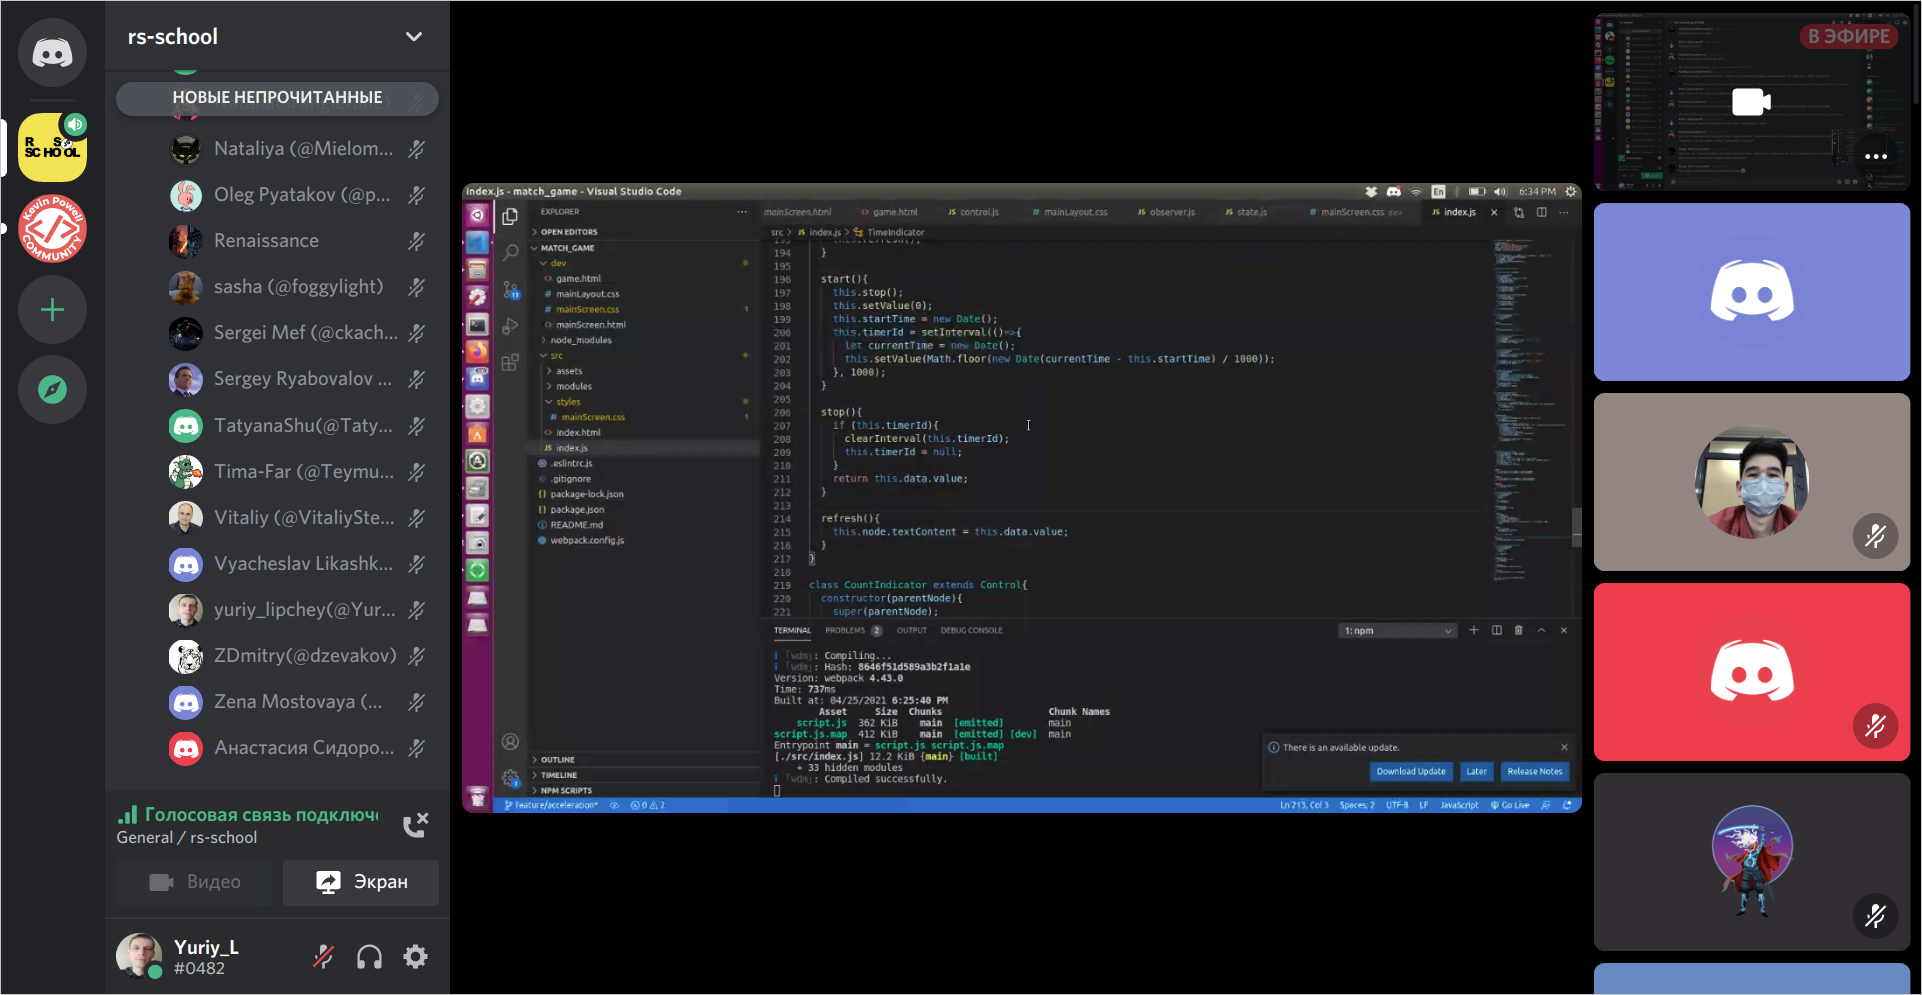 rs-school
НОВЫЕ НЕПРОЧИТАННЫЕ
R S
SCHOOL
Kevin Powell
COMMUNITY
Nataliya (@Mielom...
Oleg Pyatakov (@p...
Renaissance
sasha (@foggylight)
Sergei Mef (@ckach...
Sergey Ryabovalov ...
TatyanaShu(@Taty...
Tima-Far (@Teymu...
Vitaliy (@VitaliySte...
Vyacheslav Likashk...
yuriy_lipchey(@Yur...
ZDmitry(@dzevakov)
Zena Mostovaya (...
Анастасия Сидоро...
Голосовая связь подключ
General / rs-school
Видео
Экран
Yuriy_L
#0482
index.js - match_game - Visual Studio Code
En
6:34 PM
EXPLORER
OPEN EDITORS
MATCH_GAME
dev
game.html
mainLayout.css
mainScreen.css 1
mainScreen.html
node_modules
src
assets
modules
styles
mainScreen.css 1
index.html
JS index.js
.eslintrc.js
.gitignore
package-lock.json
package.json
README.md
webpack.config.js
OUTLINE
TIMELINE
NPM SCRIPTS
mainScreen.html
game.html
JS control.js
# mainLayout.css
JS observer.js
JS state.js
# mainScreen.css dev
JS index.js
src > JS index.js > TimeIndicator
194 }
195
196 start(){
197 this.stop();
198 this.setValue(0);
199 this.startTime = new Date();
200 this.timerId = setInterval(()=>{
201 let currentTime = new Date();
202 this.setValue(Math.floor(new Date(currentTime - this.startTime) / 1000));
203 }, 1000);
204 }
205
206 stop(){
207 if (this.timerId){
208 clearInterval(this.timerId);
209 this.timerId = null;
210 }
211 return this.data.value;
212 }
213
214 refresh(){
215 this.node.textContent = this.data.value;
216 }
217 }
218
219 class CountIndicator extends Control{
220 constructor(parentNode){
221 super(parentNode);
TERMINAL PROBLEMS 2 OUTPUT DEBUG CONSOLE
1: npm
i ｢wdm｣: Compiling...
i ｢wdm｣: Hash: 8646f51d589a3b2f1a1e
Version: webpack 4.43.0
Time: 737ms
Built at: 04/25/2021 6:25:40 PM
Asset Size Chunks Chunk Names
script.js 362 KiB main [emitted] main
script.js.map 412 KiB main [emitted] [dev] main
Entrypoint main = script.js script.js.map
[./src/index.js] 12.2 KiB {main} [built]
+ 33 hidden modules
i ｢wdm｣: Compiled successfully.
There is an available update.
Download Update Later Release Notes
feature/acceleration* 0 2
Ln 213, Col 3 Spaces: 2 UTF-8 LF JavaScript Go Live
В ЭФИРЕ